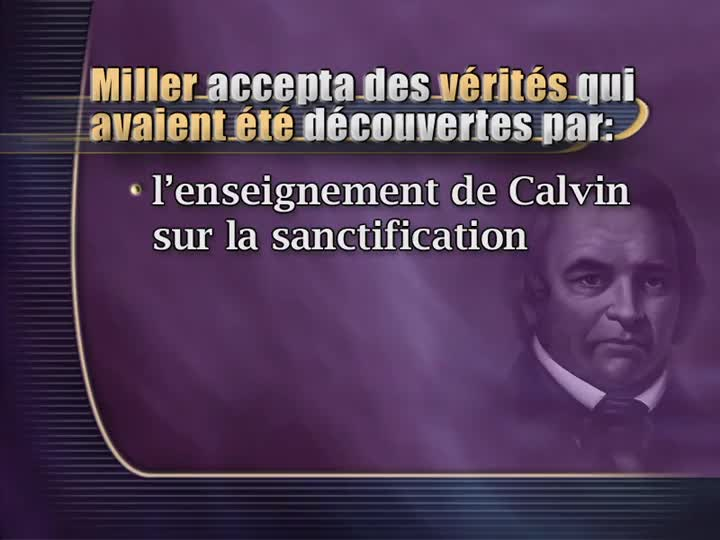 Miller accepta des vérités qui
avaient été découvertes par:
• l'enseignement de Calvin
sur la sanctification